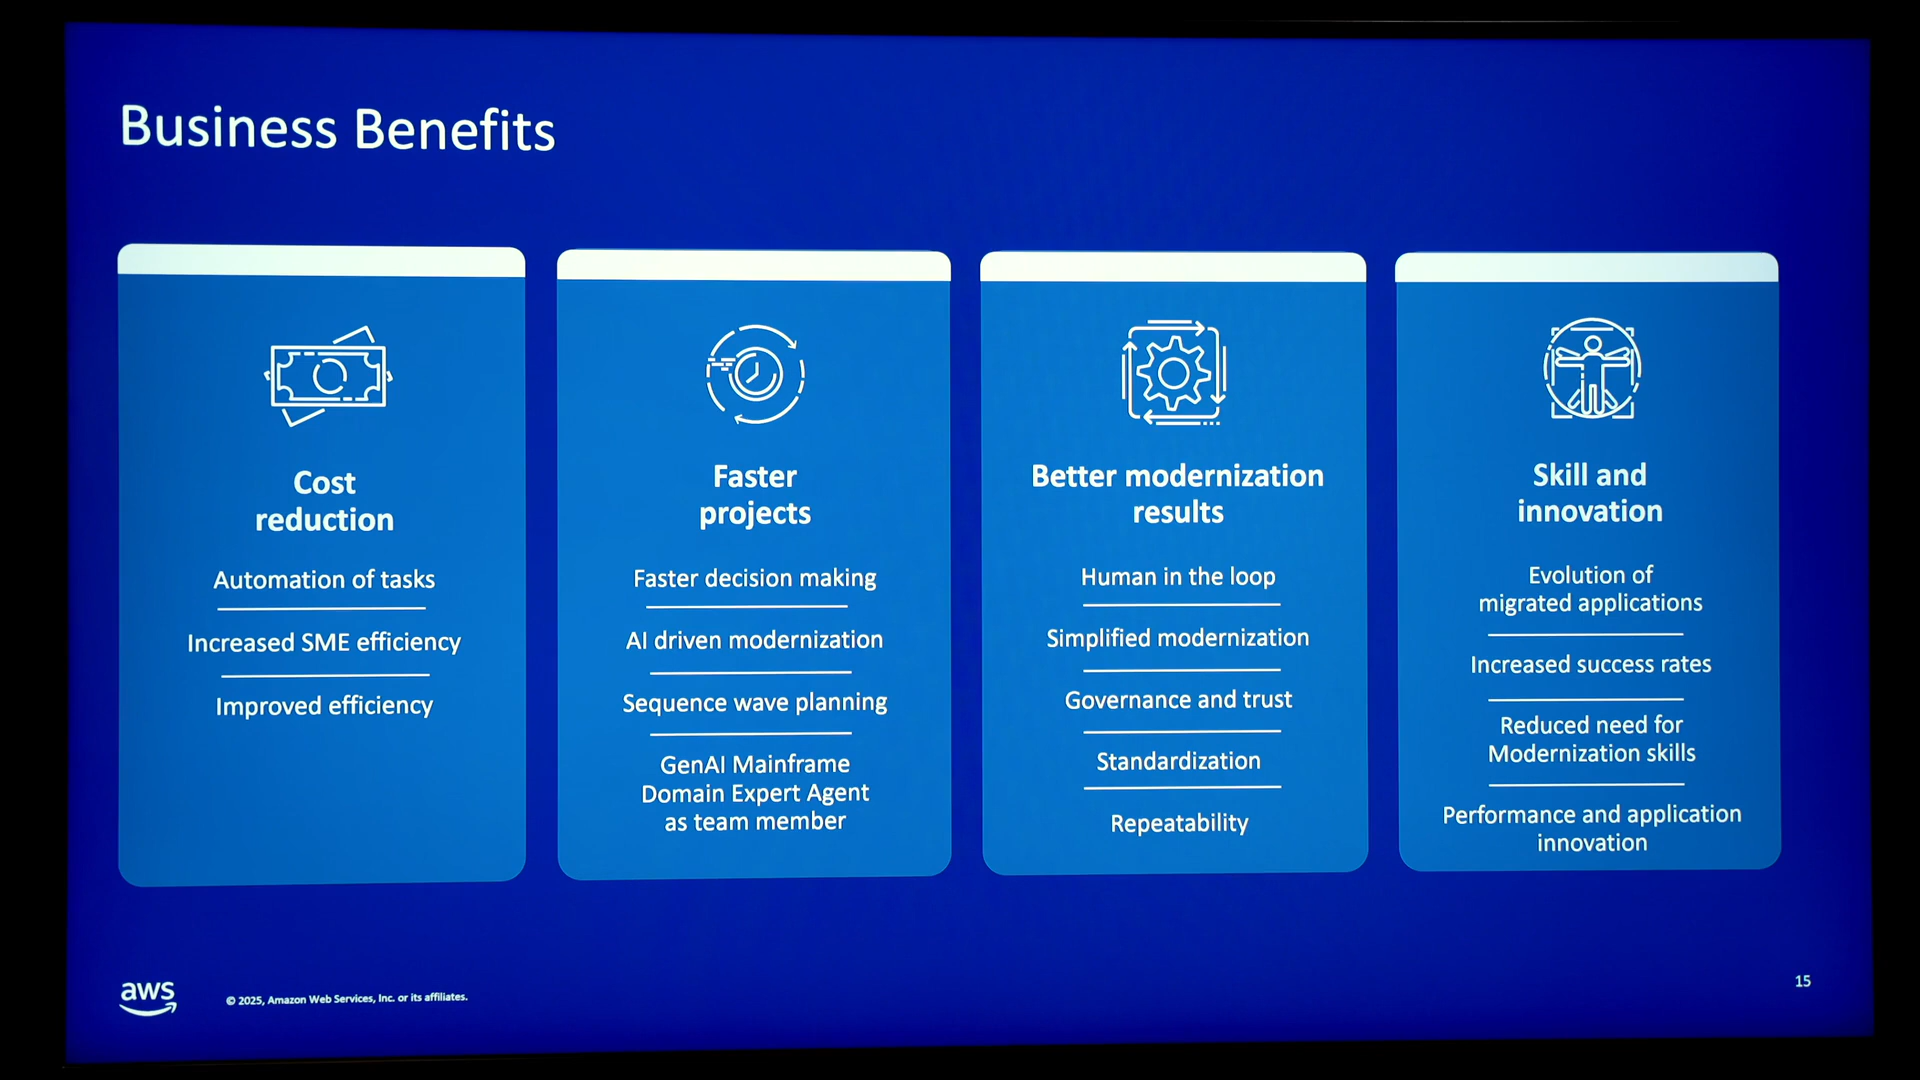 Business Benefits
Cost
reduction
Automation of tasks
Increased SME efficiency
Improved efficiency
Faster
projects
Faster decision making
AI driven modernization
Sequence wave planning
GenAI Mainframe
Domain Expert Agent
as team member
Better modernization
results
Human in the loop
Simplified modernization
Governance and trust
Standardization
Repeatability
Skill and
innovation
Evolution of
migrated applications
Increased success rates
Reduced need for
Modernization skills
Performance and application
innovation
aws
© 2025, Amazon Web Services, Inc. or its affiliates.
15